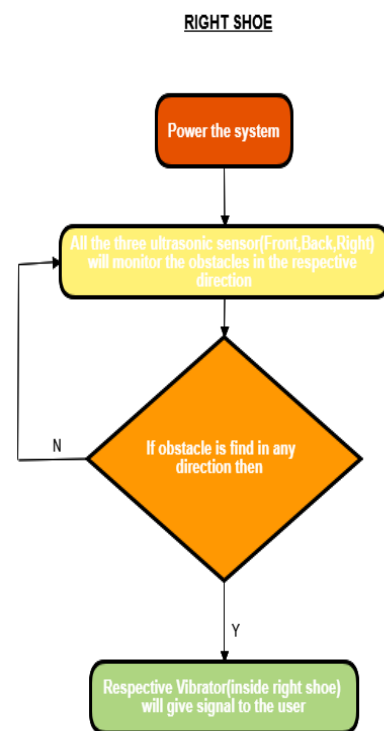 RIGHT SHOE
Power the system
All the three ultrasonic sensor(Front,Back,Right)
will monitor the obstacles in the respective
direction
If obstacle is find in any
direction then
N
Y
Respective Vibrator(inside right shoe)
will give signal to the user